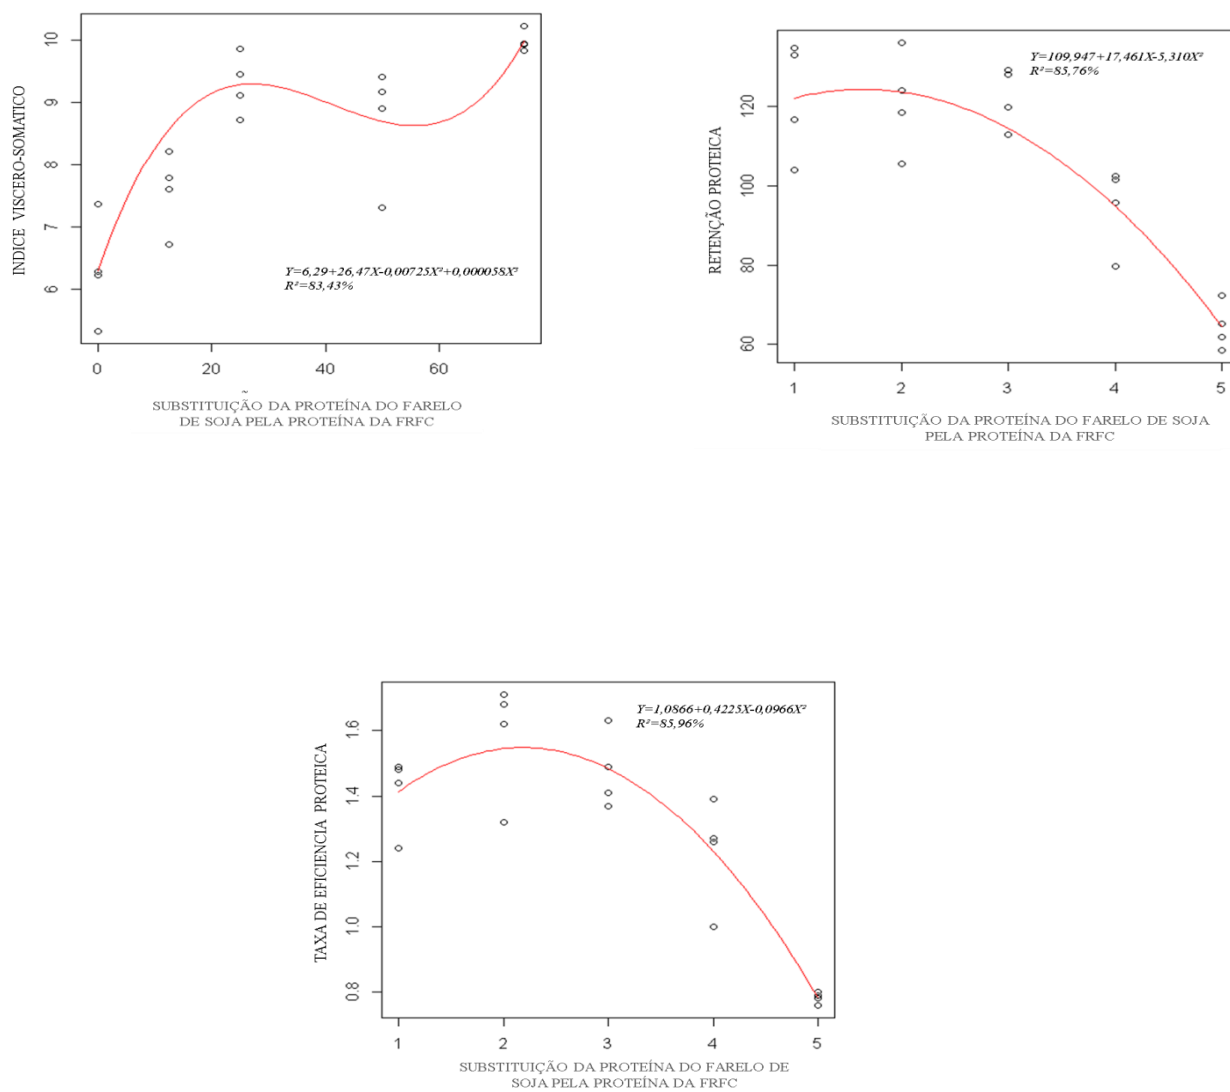 INDICE VISCERO-SOMATICO
10
9
8
7
6
Y=6,29+26,47X-0,00725X²+0,000058X³
R²=83,43%
0 20 40 60
SUBSTITUIÇÃO DA PROTEÍNA DO FARELO
DE SOJA PELA PROTEÍNA DA FRFC
RETENÇÃO PROTEICA
120
100
80
60
Y=109,947+17,461X-5,310X²
R²=85,76%
1 2 3 4 5
SUBSTITUIÇÃO DA PROTEÍNA DO FARELO DE SOJA
PELA PROTEÍNA DA FRFC
TAXA DE EFICIENCIA PROTEICA
1.6
1.4
1.2
1.0
0.8
Y=1,0866+0,4225X-0,0966X²
R²=85,96%
1 2 3 4 5
SUBSTITUIÇÃO DA PROTEÍNA DO FARELO DE
SOJA PELA PROTEÍNA DA FRFC